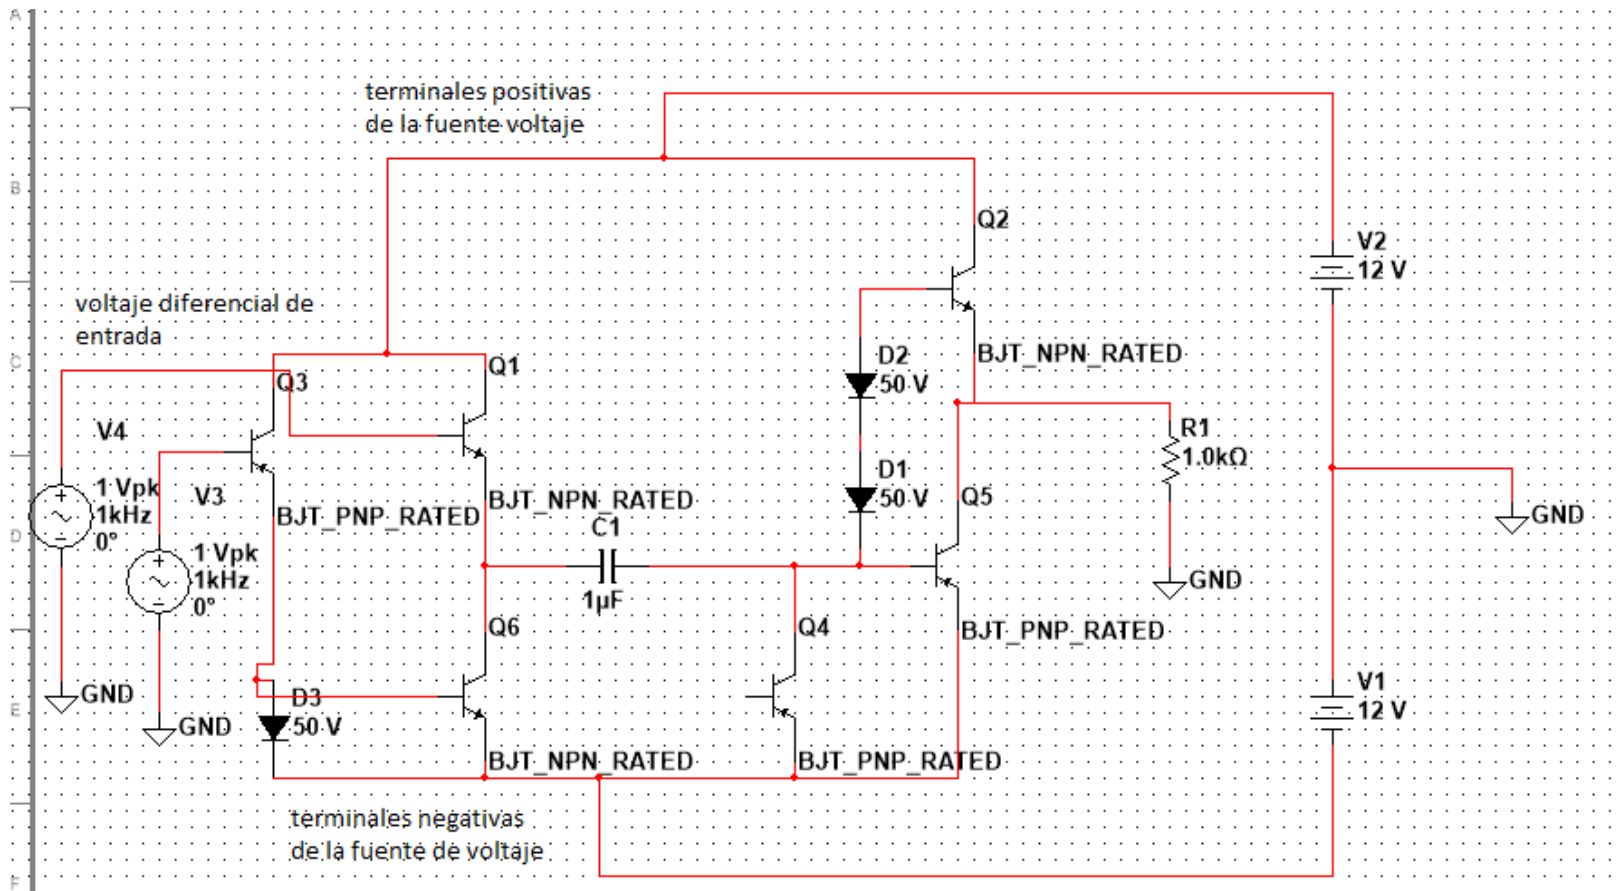 A
B
C
D
E
F
terminales positivas
de la fuente voltaje
voltaje diferencial de
entrada
Q2
BJT_NPN_RATED
V2
12 V
Q3
BJT_PNP_RATED
Q1
BJT_NPN_RATED
V4
1 Vpk
1kHz
0°
V3
1 Vpk
1kHz
0°
D2
50 V
D1
50 V
Q5
BJT_PNP_RATED
R1
1.0kΩ
GND
GND
C1
1µF
Q6
BJT_NPN_RATED
Q4
BJT_PNP_RATED
V1
12 V
GND
GND
D3
50 V
terminales negativas
de la fuente de voltaje